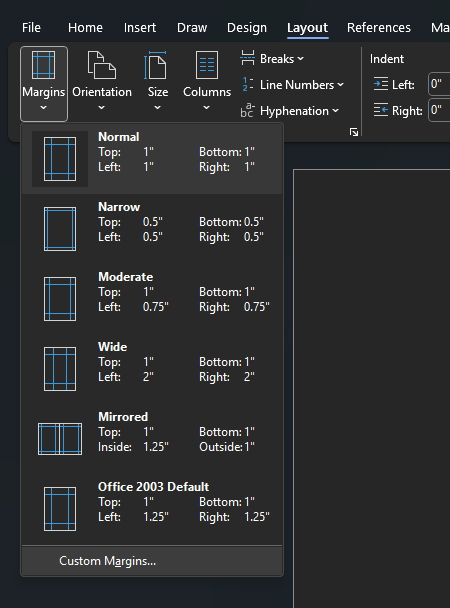 File Home Insert Draw Design Layout References Ma
Margins Orientation Size Columns
Breaks
Line Numbers
Hyphenation
Indent
Left: 0"
Right: 0"
Normal
Top: 1" Bottom: 1"
Left: 1" Right: 1"
Narrow
Top: 0.5" Bottom: 0.5"
Left: 0.5" Right: 0.5"
Moderate
Top: 1" Bottom: 1"
Left: 0.75" Right: 0.75"
Wide
Top: 1" Bottom: 1"
Left: 2" Right: 2"
Mirrored
Top: 1" Bottom: 1"
Inside: 1.25" Outside: 1"
Office 2003 Default
Top: 1" Bottom: 1"
Left: 1.25" Right: 1.25"
Custom Margins...